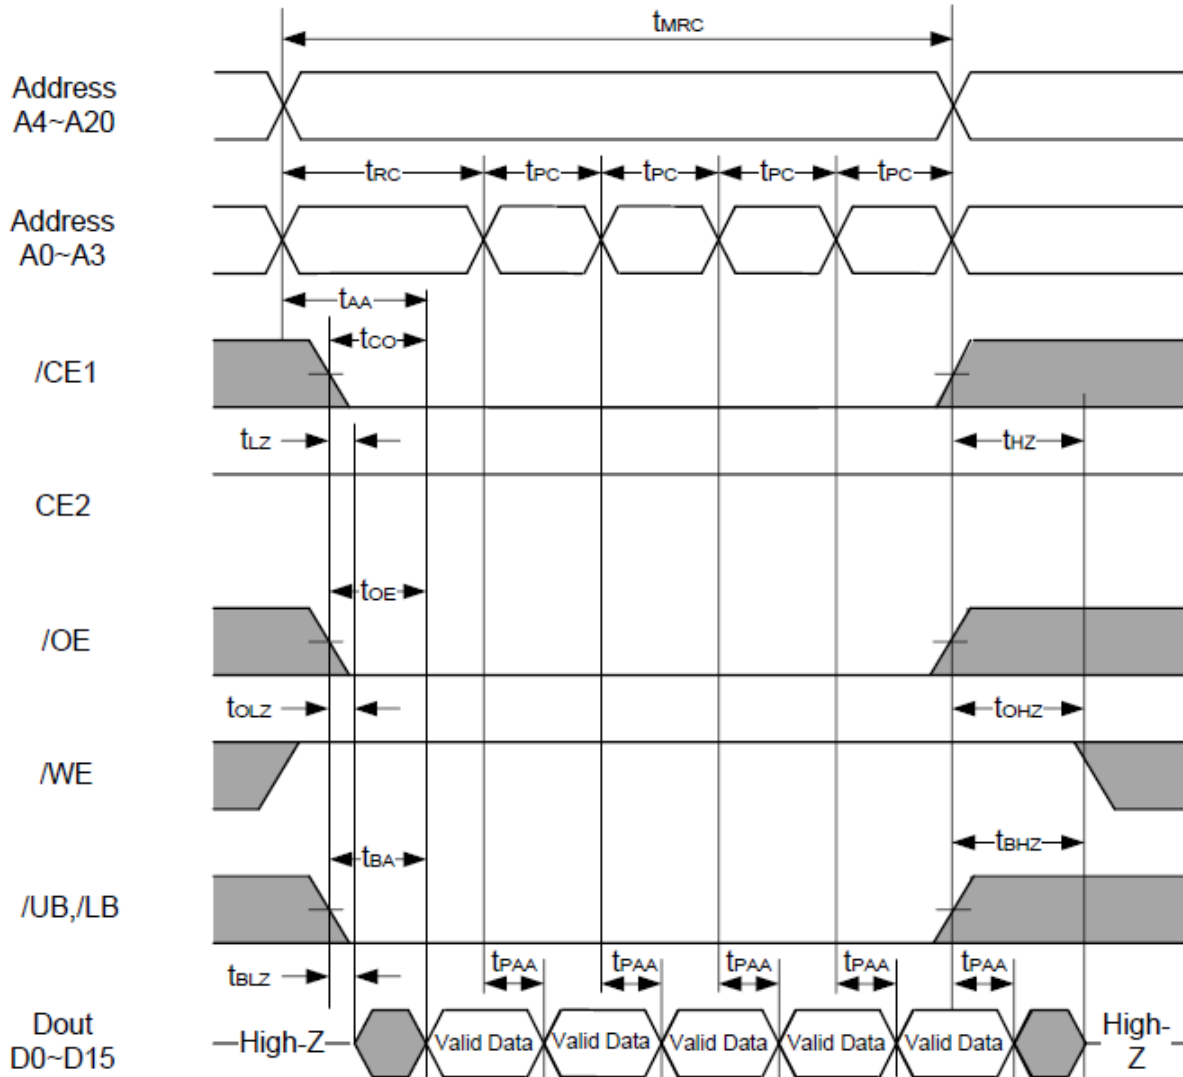 tMRC
Address
A4~A20
tRC tPC tPC tPC tPC
Address
A0~A3
tAA
tCO
/CE1
tLZ tHZ
CE2
tOE
/OE
tOLZ tOHZ
/WE
tBA tBHZ
/UB,/LB
tBLZ tPAA tPAA tPAA tPAA tPAA
Dout
D0~D15
High-Z Valid Data Valid Data Valid Data Valid Data Valid Data High-
Z